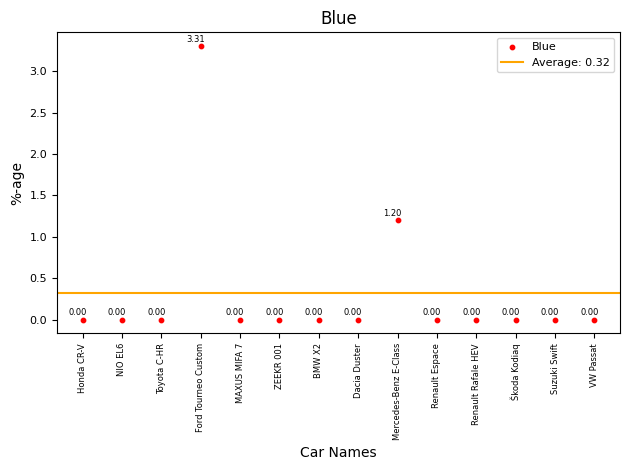 Blue
3.31
Blue
Average: 0.32
3.0
2.5
2.0
1.5
1.0
0.5
0.0
%-age
1.20
0.00 0.00 0.00 0.00 0.00 0.00 0.00 0.00 0.00 0.00 0.00 0.00
Honda CR-V
NIO EL6
Toyota C-HR
Ford Tourneo Custom
MAXUS MIFA 7
ZEEKR 001
BMW X2
Dacia Duster
Mercedes-Benz E-Class
Renault Espace
Renault Rafale HEV
Škoda Kodiaq
Suzuki Swift
VW Passat
Car Names